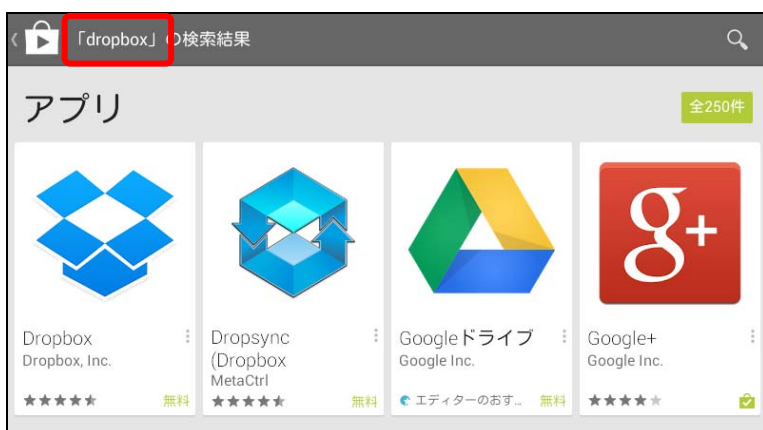 「dropbox」の検索結果
アプリ
全250件
g+
Dropbox
Dropbox, Inc.
無料
Dropsync
(Dropbox
MetaCtrl
無料
Googleドライブ
Google Inc.
エディターのおす... 無料
Google+
Google Inc.